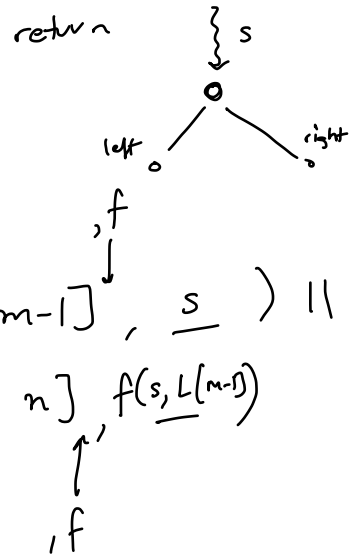 return
s
left right
, f
m-1] , s ) ||
n] , f(s, L[m-1])
, f